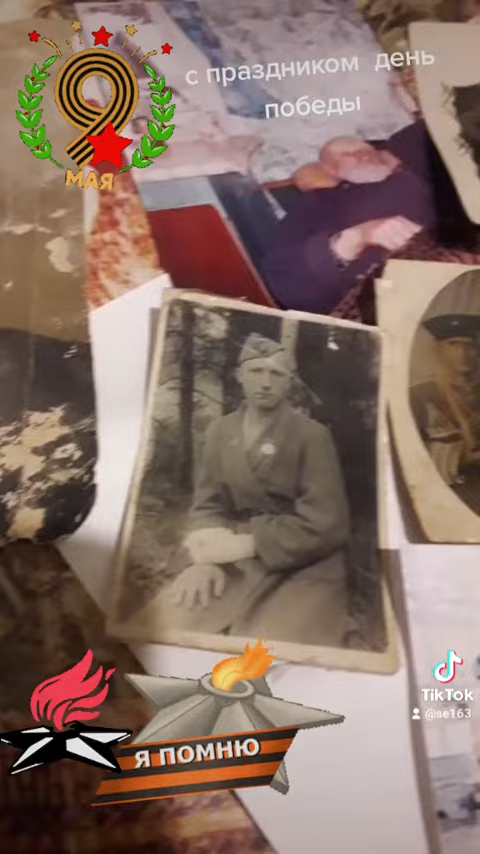 с праздником день
победы
9
МАЯ
Я ПОМНЮ
TikTok
@se163